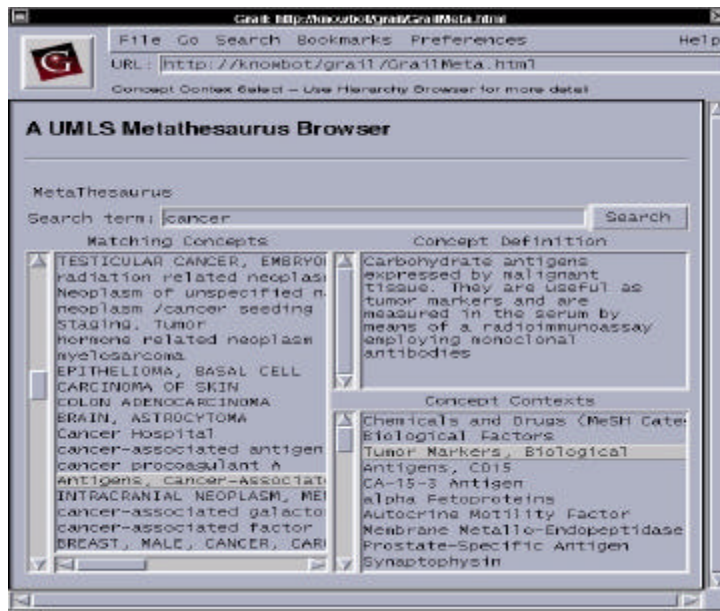 Grail: http://knowbot/grail/GrailMeta.html
File Go Search Bookmarks Preferences Help
G
URL: http://knowbot/grail/GrailMeta.html
Concept Contex Select – Use Hierarchy Browser for more detail
A UMLS Metathesaurus Browser
MetaThesaurus
Search term: cancer Search
Matching Concepts
TESTICULAR CANCER, EMBRYO
radiation related neoplas
Neoplasm of unspecified n
neoplasm /cancer seeding
Staging, Tumor
hormone related neoplasm
myelosarcoma
EPITHELIOMA, BASAL CELL
CARCINOMA OF SKIN
COLON ADENOCARCINOMA
BRAIN, ASTROCYTOMA
Cancer Hospital
cancer-associated antigen
cancer procoagulant A
Antigens, Cancer-Associat
INTRACRANIAL NEOPLASM, ME
cancer-associated galacto
cancer-associated factor
BREAST, MALE, CANCER, CAR
Concept Definition
Carbohydrate antigens
expressed by malignant
tissue. They are useful as
tumor markers and are
measured in the serum by
means of a radioimmunoassay
employing monoclonal
antibodies
Concept Contexts
Chemicals and Drugs (MeSH Cate
Biological Factors
Tumor Markers, Biological
Antigens, CD15
CA-15-3 Antigen
alpha Fetoproteins
Autocrine Motility Factor
Membrane Metallo-Endopeptidase
Prostate-Specific Antigen
Synaptophysin